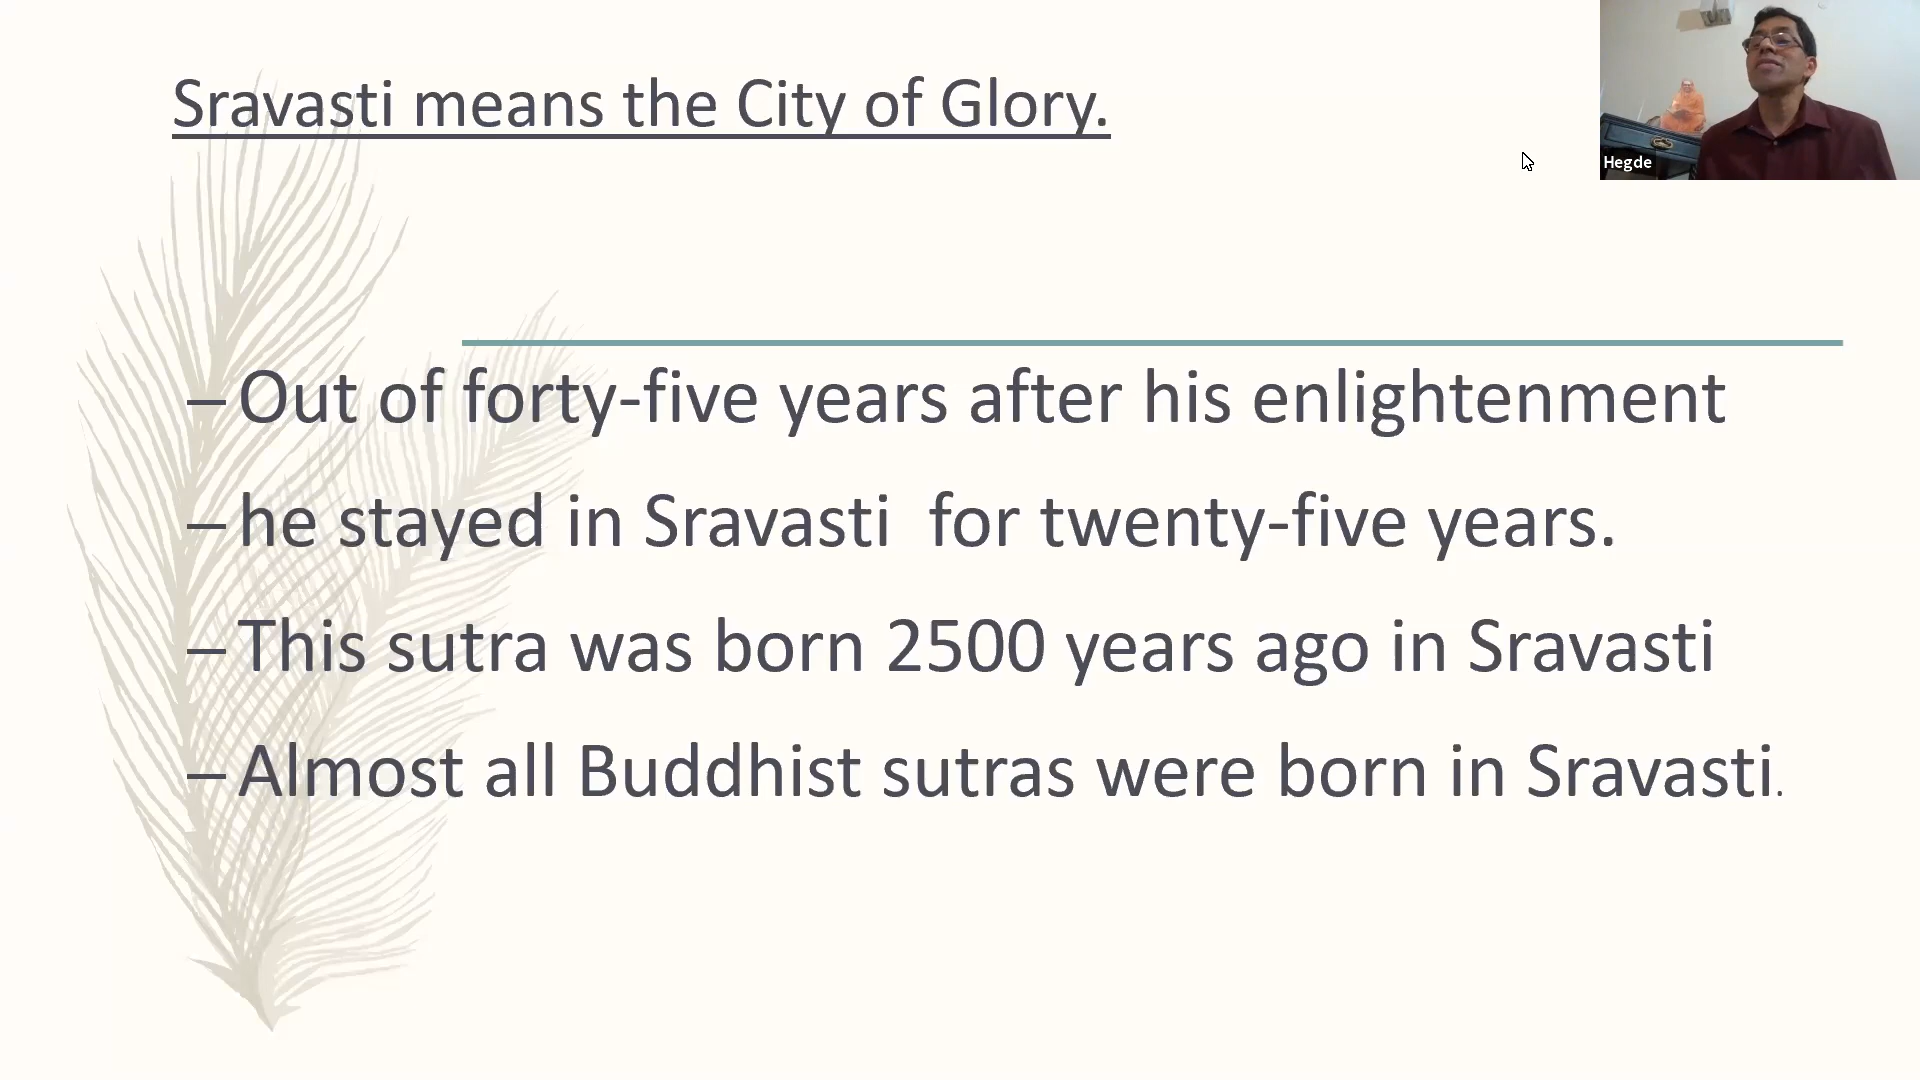 Sravasti means the City of Glory.
Hegde
– Out of forty-five years after his enlightenment
– he stayed in Sravasti for twenty-five years.
– This sutra was born 2500 years ago in Sravasti
– Almost all Buddhist sutras were born in Sravasti.